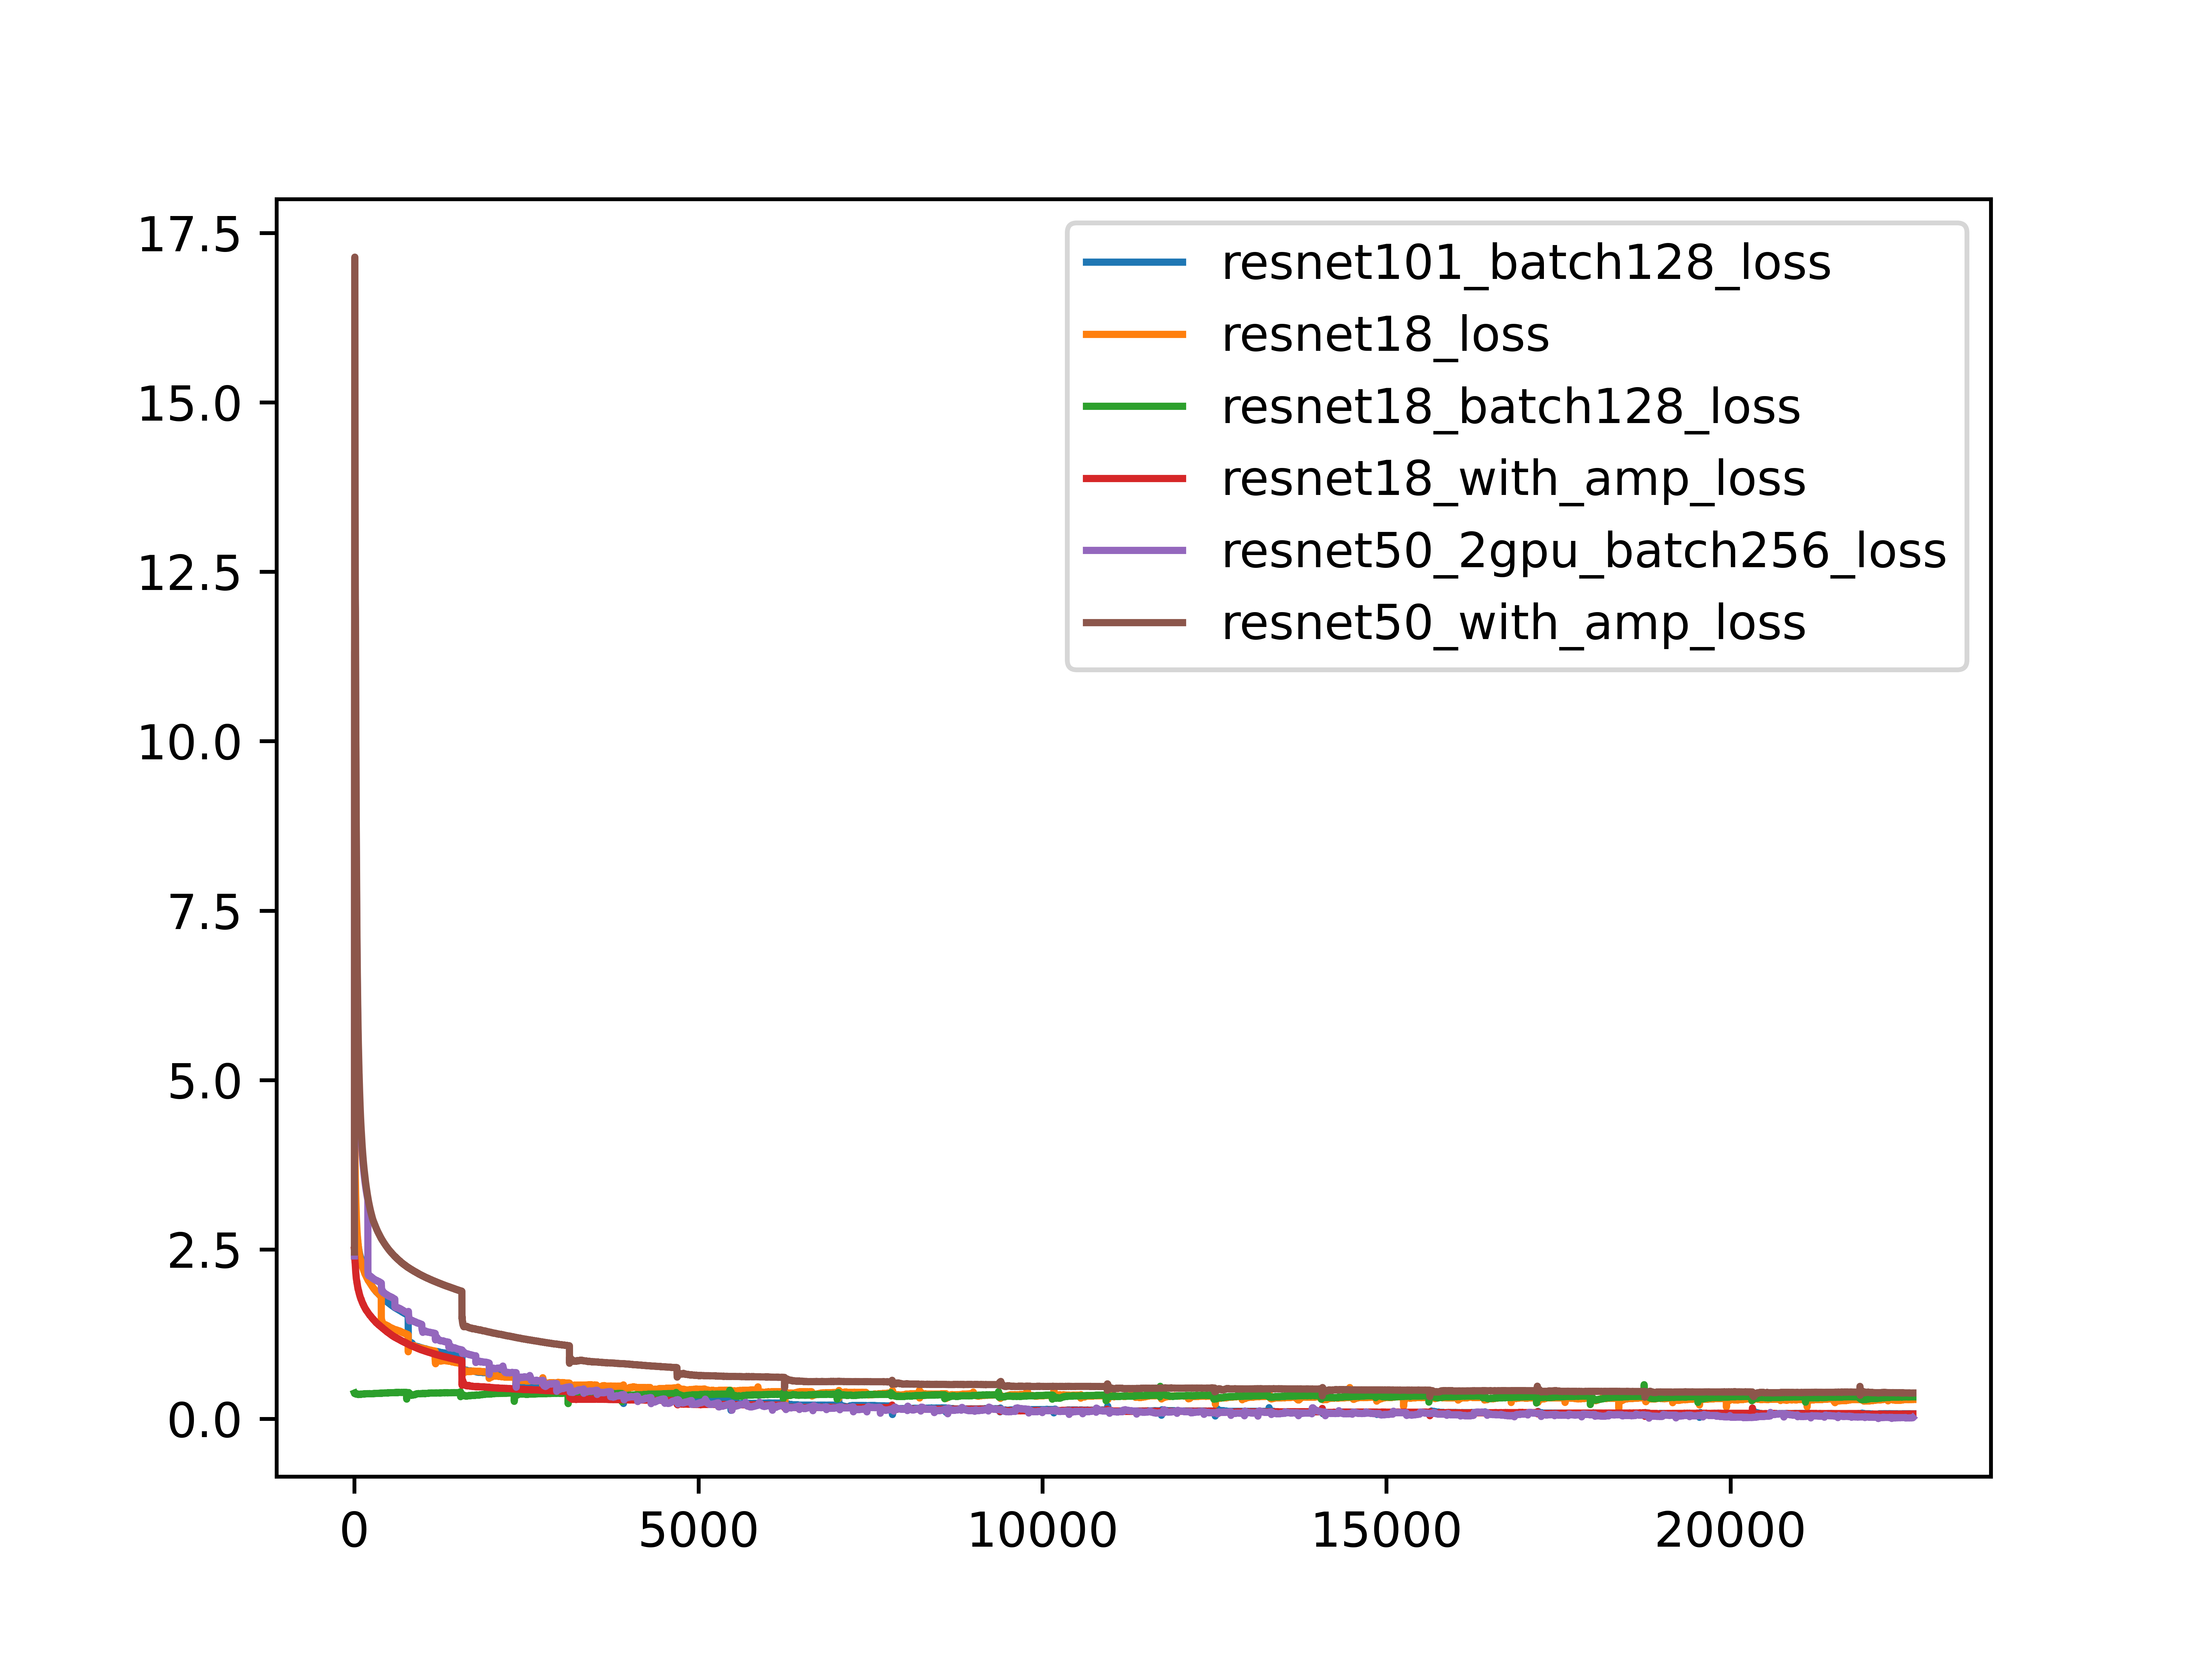 17.5
15.0
12.5
10.0
7.5
5.0
2.5
0.0
0 5000 10000 15000 20000
resnet101_batch128_loss
resnet18_loss
resnet18_batch128_loss
resnet18_with_amp_loss
resnet50_2gpu_batch256_loss
resnet50_with_amp_loss